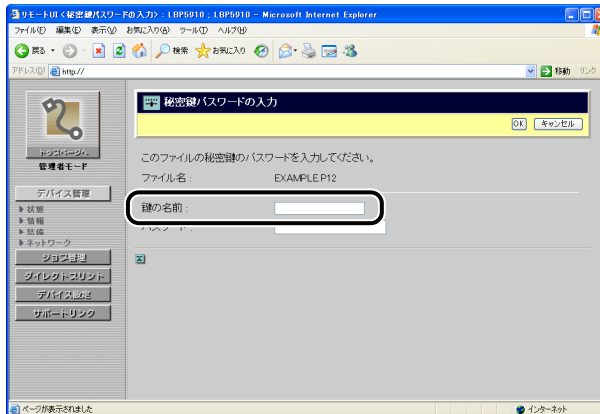 リモートUI <秘密鍵パスワードの入力> : LBP5910 ; LBP5910 - Microsoft Internet Explorer
ファイル(F) 編集(E) 表示(V) お気に入り(A) ツール(T) ヘルプ(H)
戻る 検索 お気に入り
アドレス(D) http:// 移動 リンク
秘密鍵パスワードの入力
OK キャンセル
トップページへ
管理者モード
このファイルの秘密鍵のパスワードを入力してください。
ファイル名 : EXAMPLE.P12
鍵の名前 :
パスワード :
デバイス管理
状態
情報
装備
ネットワーク
ジョブ管理
ダイレクトプリント
デバイス設定
サポートリンク
ページが表示されました
インターネット